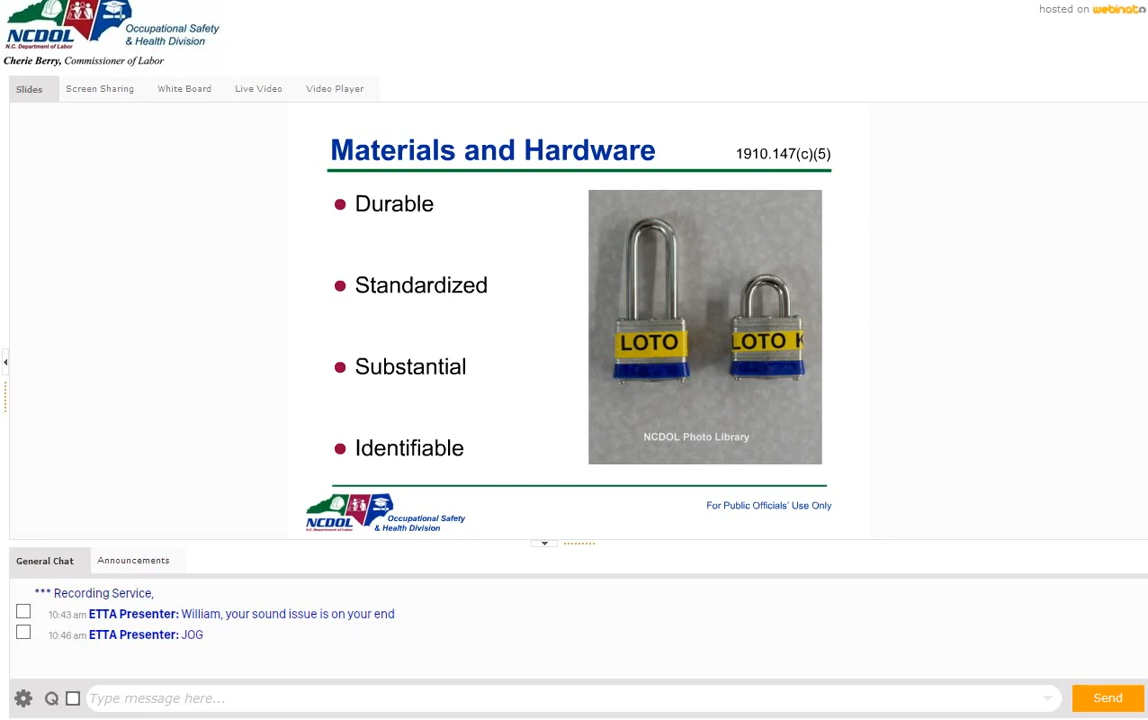 hosted on webinato
NCDOL
N.C. Department of Labor
Occupational Safety
& Health Division
Cherie Berry, Commissioner of Labor
Slides Screen Sharing White Board Live Video Video Player
Materials and Hardware 1910.147(c)(5)
● Durable
● Standardized
● Substantial
● Identifiable
LOTO LOTO K
NCDOL Photo Library
For Public Officials' Use Only
NCDOL
N.C. Department of Labor
Occupational Safety
& Health Division
General Chat Announcements
*** Recording Service,
10:43 am ETTA Presenter: William, your sound issue is on your end
10:46 am ETTA Presenter: JOG
Q Type message here... Send